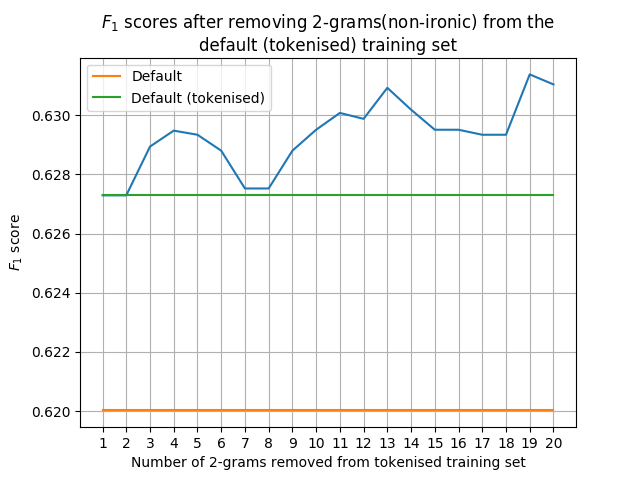 F1 scores after removing 2-grams(non-ironic) from the
default (tokenised) training set
Default
Default (tokenised)
0.630
0.628
0.626
0.624
0.622
0.620
F1 score
1 2 3 4 5 6 7 8 9 10 11 12 13 14 15 16 17 18 19 20
Number of 2-grams removed from tokenised training set